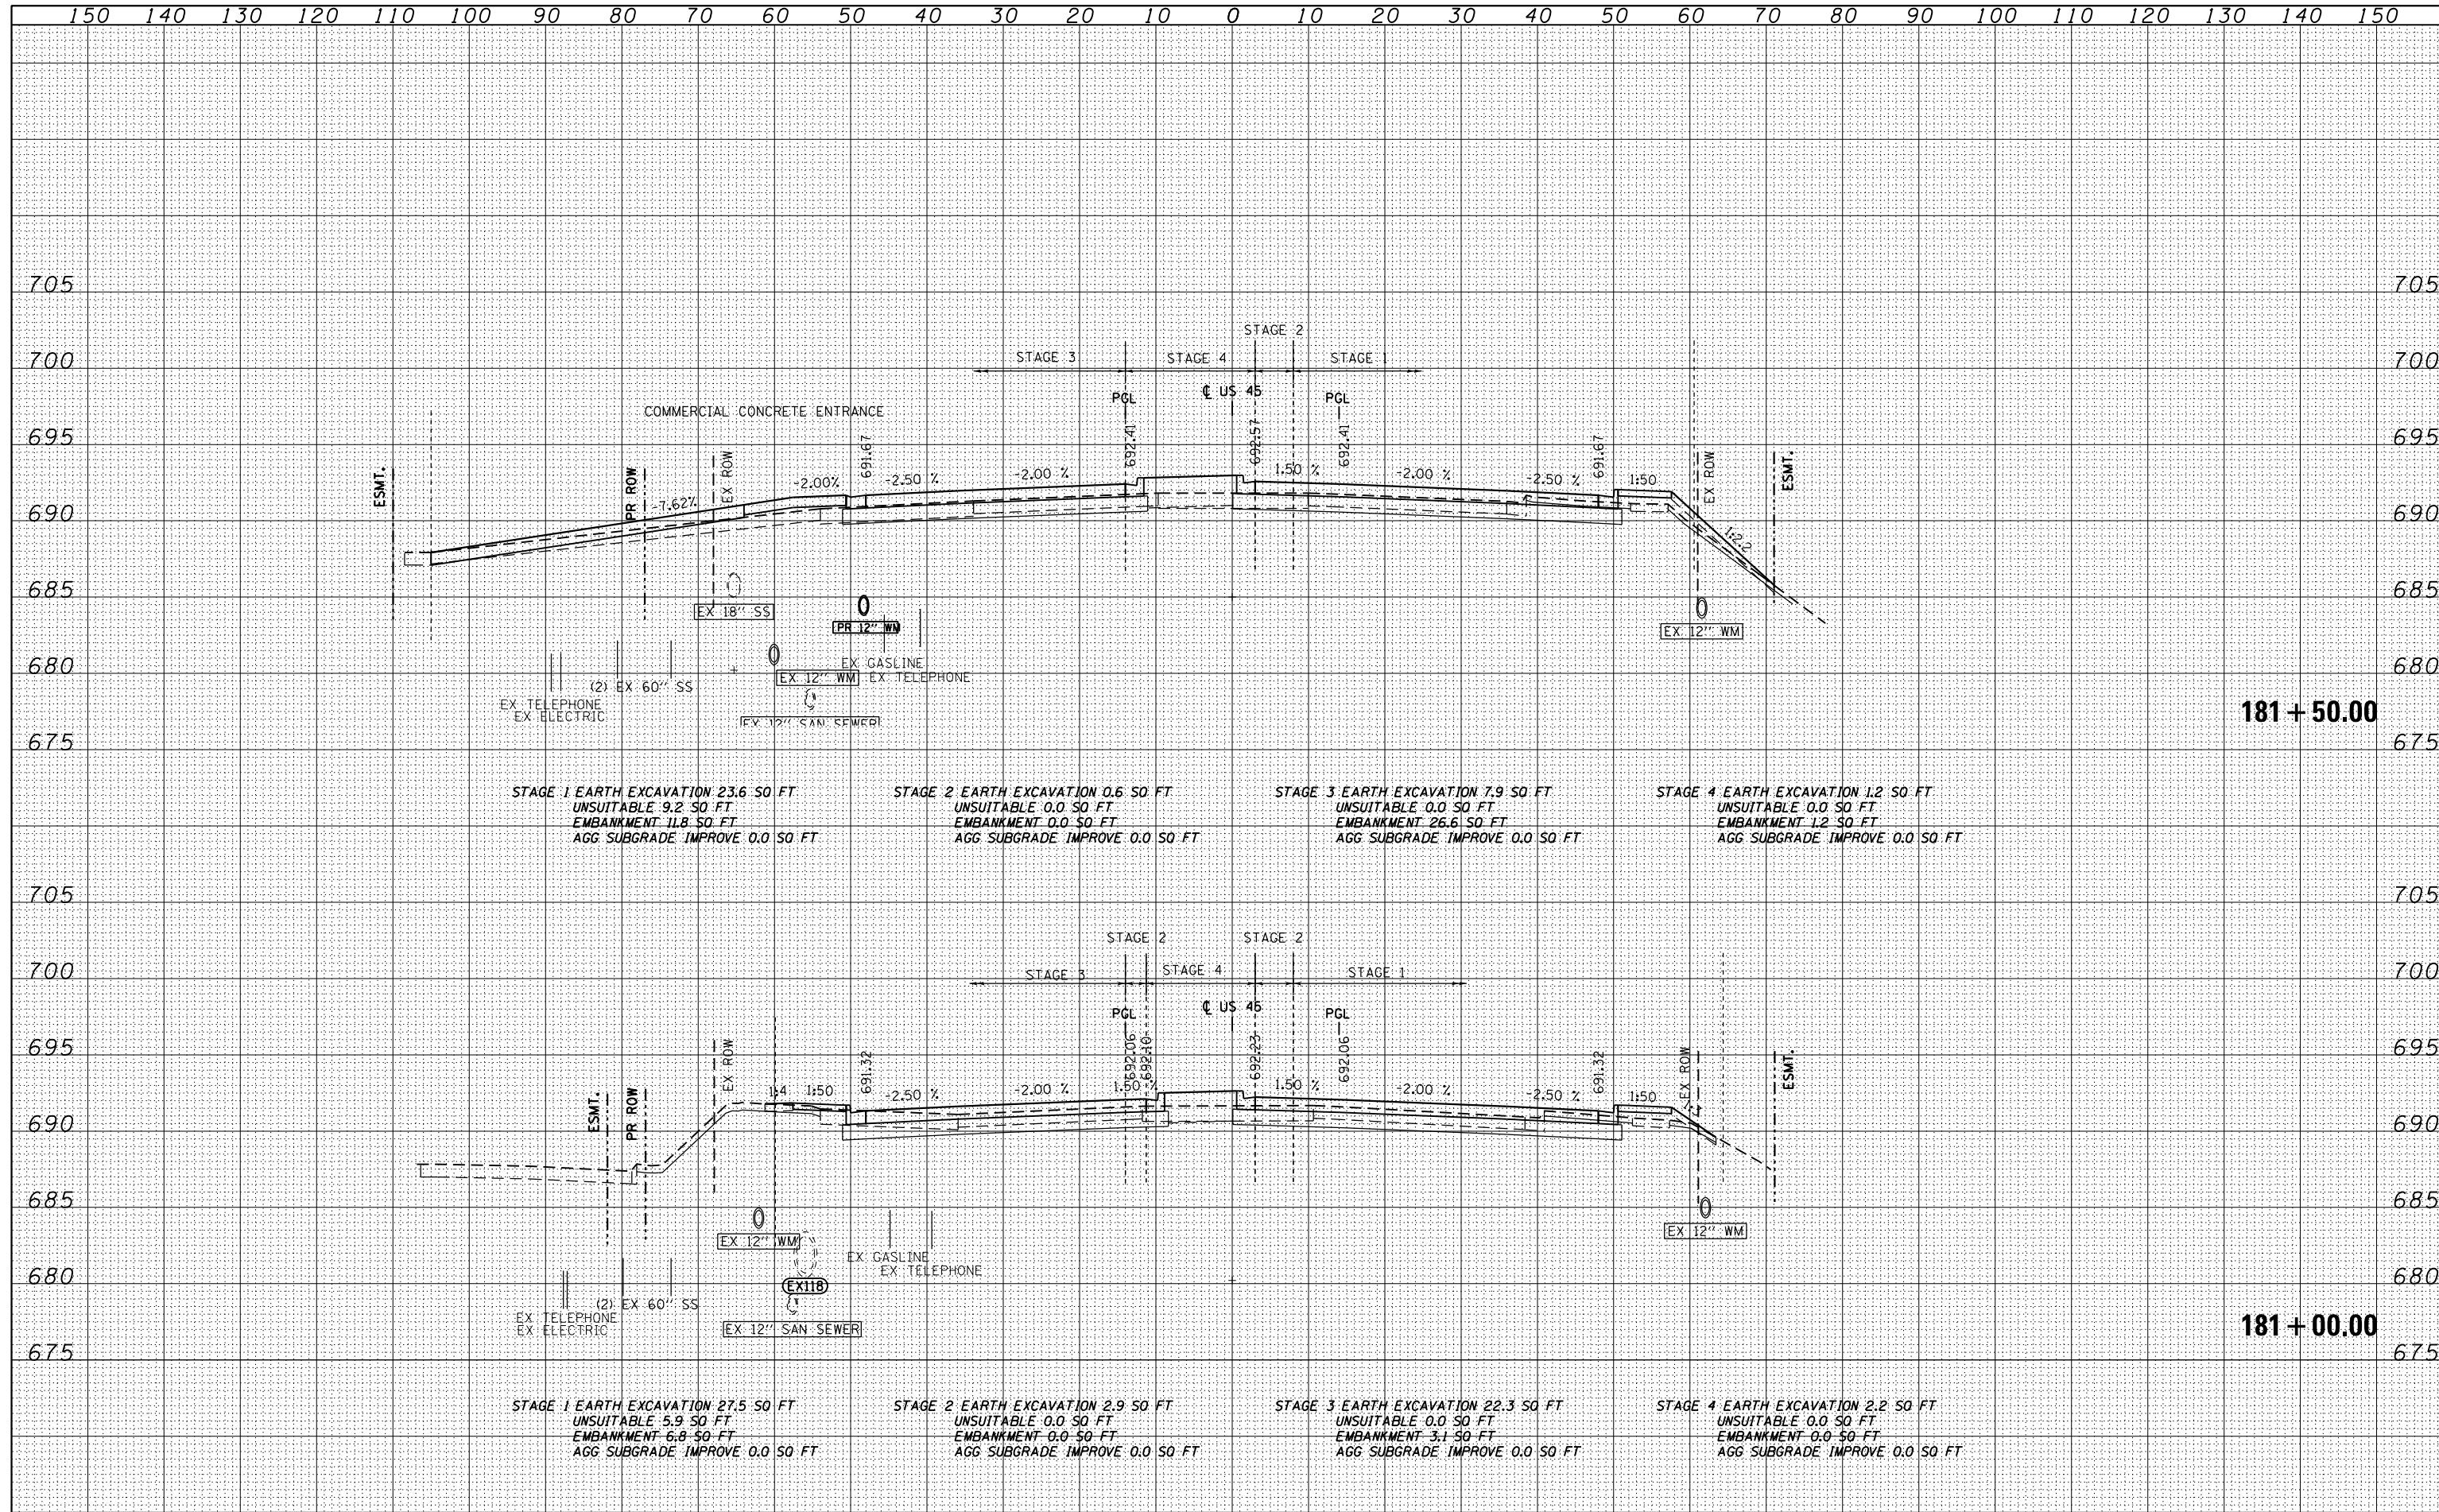 150 140 130 120 110 100 90 80 70 60 50 40 30 20 10 0 10 20 30 40 50 60 70 80 90 100 110 120 130 140 150
705 705
STAGE 2
700 STAGE 3 STAGE 4 STAGE 1 700
PGL ℄ US 45 PGL
COMMERCIAL CONCRETE ENTRANCE
695 691.67 692.41 692.57 692.41 691.67 695
ESMT. PR ROW EX ROW EX ROW ESMT.
-7.62% -2.00% -2.50 % 2.00 % 1.50 % -2.00 % -2.50 % 1:50
690 690
1:2.2
685 685
EX 18'' SS
PR 12'' WM
EX 12'' WM
EX GASLINE
680 680
EX 12'' WM EX TELEPHONE
(2) EX 60'' SS
EX TELEPHONE
EX ELECTRIC
EX 12'' SAN SEWER
181 + 50.00
675 675
STAGE 1 EARTH EXCAVATION 23.6 SQ FT
UNSUITABLE 9.2 SQ FT
EMBANKMENT 11.8 SQ FT
AGG SUBGRADE IMPROVE 0.0 SQ FT
STAGE 2 EARTH EXCAVATION 0.6 SQ FT
UNSUITABLE 0.0 SQ FT
EMBANKMENT 0.0 SQ FT
AGG SUBGRADE IMPROVE 0.0 SQ FT
STAGE 3 EARTH EXCAVATION 7.9 SQ FT
UNSUITABLE 0.0 SQ FT
EMBANKMENT 26.6 SQ FT
AGG SUBGRADE IMPROVE 0.0 SQ FT
STAGE 4 EARTH EXCAVATION 1.2 SQ FT
UNSUITABLE 0.0 SQ FT
EMBANKMENT 1.2 SQ FT
AGG SUBGRADE IMPROVE 0.0 SQ FT
705 705
STAGE 2 STAGE 2
700 STAGE 3 STAGE 4 STAGE 1 700
PGL ℄ US 45 PGL
695 691.32 692.06 692.10 692.23 692.06 691.32 695
ESMT. PR ROW EX ROW EX ROW ESMT.
1:4 1:50 -2.50 % -2.00 % 1.50 % 1.50 % -2.00 % -2.50 % 1:50
690 690
685 685
EX 12'' WM
EX 12'' WM
EX GASLINE
EX TELEPHONE
680 EX118 680
(2) EX 60'' SS
EX TELEPHONE
EX ELECTRIC
EX 12'' SAN SEWER
181 + 00.00
675 675
STAGE 1 EARTH EXCAVATION 27.5 SQ FT
UNSUITABLE 5.9 SQ FT
EMBANKMENT 6.8 SQ FT
AGG SUBGRADE IMPROVE 0.0 SQ FT
STAGE 2 EARTH EXCAVATION 2.9 SQ FT
UNSUITABLE 0.0 SQ FT
EMBANKMENT 0.0 SQ FT
AGG SUBGRADE IMPROVE 0.0 SQ FT
STAGE 3 EARTH EXCAVATION 22.3 SQ FT
UNSUITABLE 0.0 SQ FT
EMBANKMENT 3.1 SQ FT
AGG SUBGRADE IMPROVE 0.0 SQ FT
STAGE 4 EARTH EXCAVATION 2.2 SQ FT
UNSUITABLE 0.0 SQ FT
EMBANKMENT 0.0 SQ FT
AGG SUBGRADE IMPROVE 0.0 SQ FT